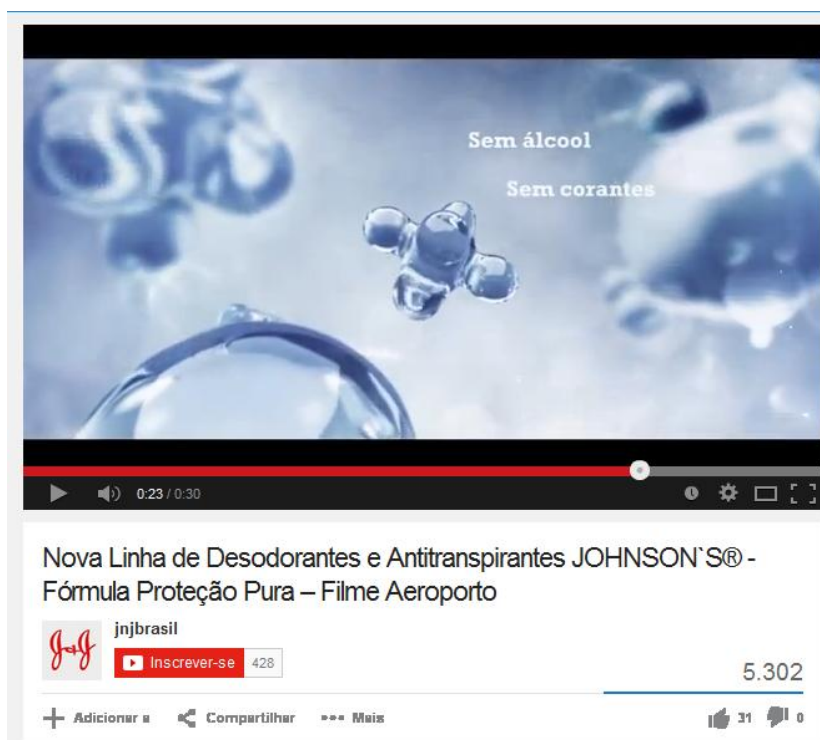 Sem álcool
Sem corantes
0:23 / 0:30
Nova Linha de Desodorantes e Antitranspirantes JOHNSON`S® -
Fórmula Proteção Pura – Filme Aeroporto
J&J
jnjbrasil
Inscrever-se 428
5.302
Adicionar a Compartilhar Mais 31 0